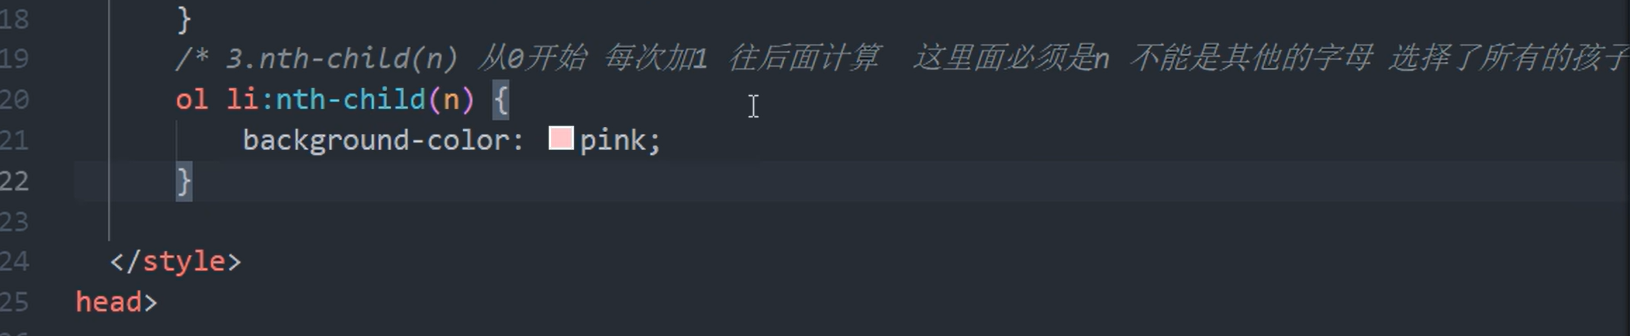 18 }
19 /* 3.nth-child(n) 从0开始 每次加1 往后面计算 这里面必须是n 不能是其他的字母 选择了所有的孩子
20 ol li:nth-child(n) {
21 background-color: pink;
22 }
23
24 </style>
25 head>